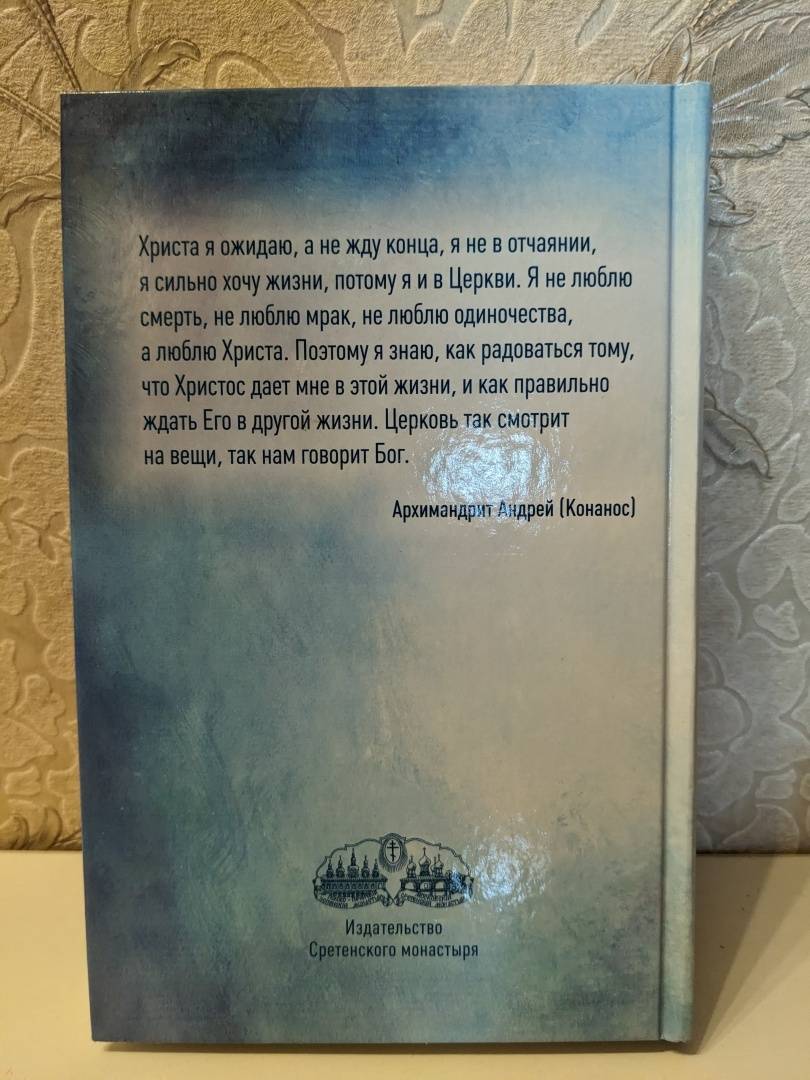 Христа я ожидаю, а не жду конца, я не в отчаянии,
я сильно хочу жизни, потому я и в Церкви. Я не люблю
смерть, не люблю мрак, не люблю одиночества,
а люблю Христа. Поэтому я знаю, как радоваться тому,
что Христос дает мне в этой жизни, и как правильно
ждать Его в другой жизни. Церковь так смотрит
на вещи, так нам говорит Бог.
Архимандрит Андрей (Конанос)
Издательство
Сретенского монастыря